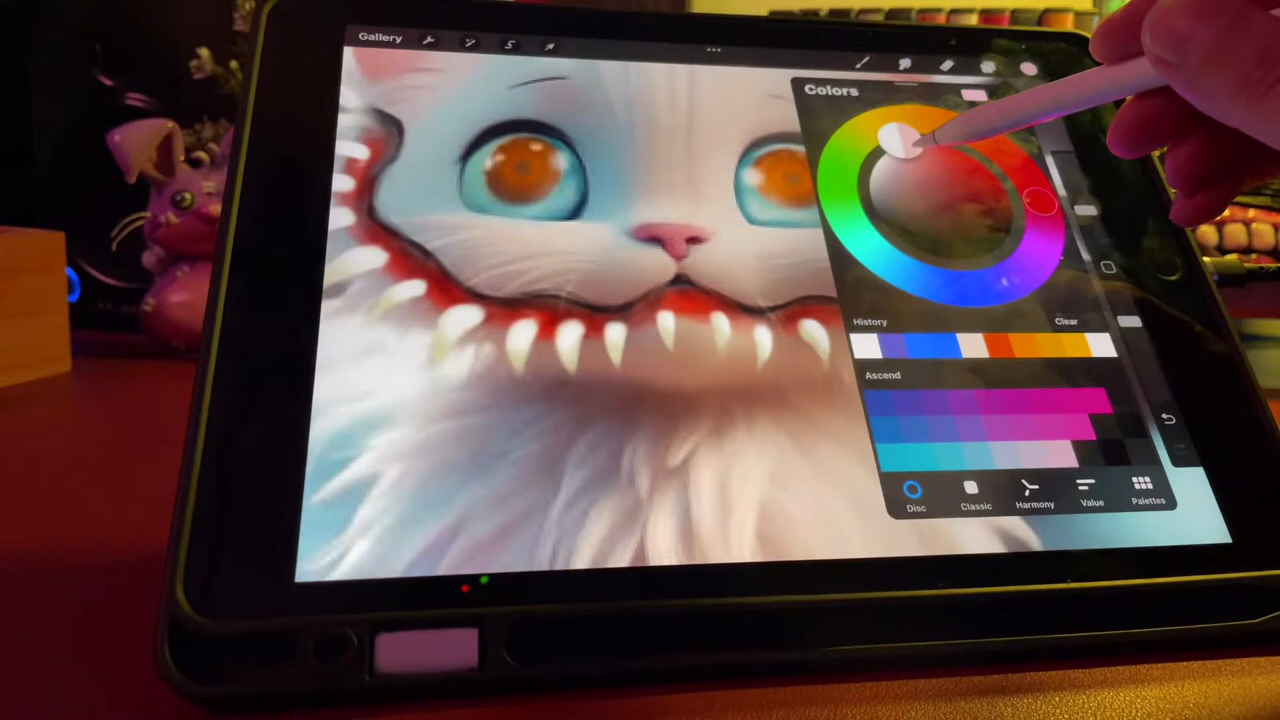 Gallery
Colors
History Clear
Ascend
Disc Classic Harmony Value Palettes